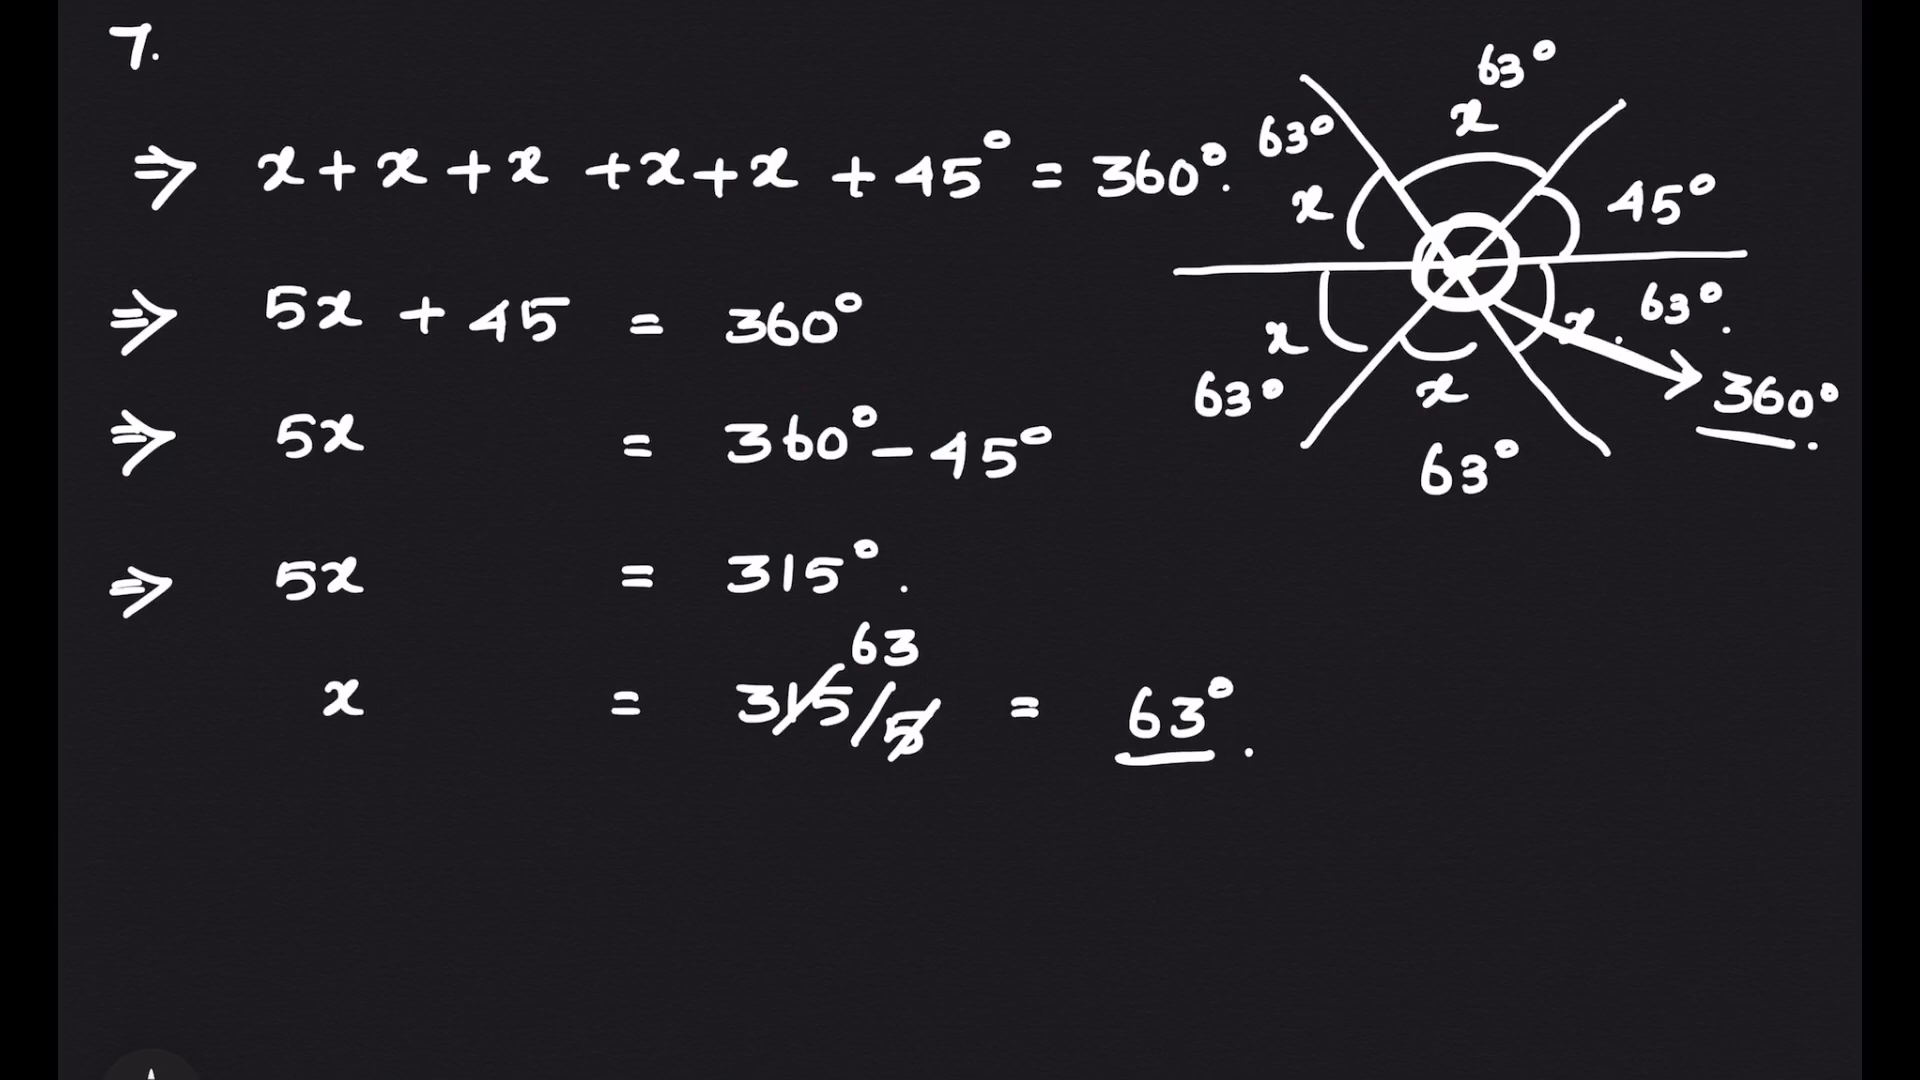 7.
⇒ x + x + x + x + x + 45° = 360°.
⇒ 5x + 45 = 360°
⇒ 5x = 360° - 45°
⇒ 5x = 315°.
63
x = 315/5 = 63°.
63°
x
63°
x
45°
x
63°
x. 63°.
x
63°
360°.